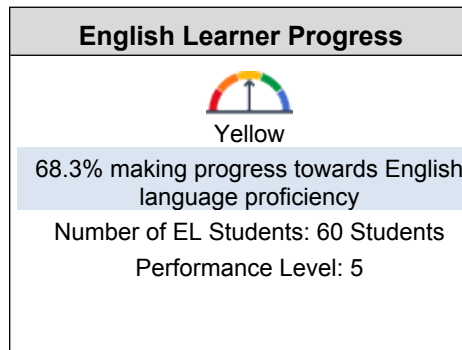 English Learner Progress
Yellow
68.3% making progress towards English
language proficiency
Number of EL Students: 60 Students
Performance Level: 5